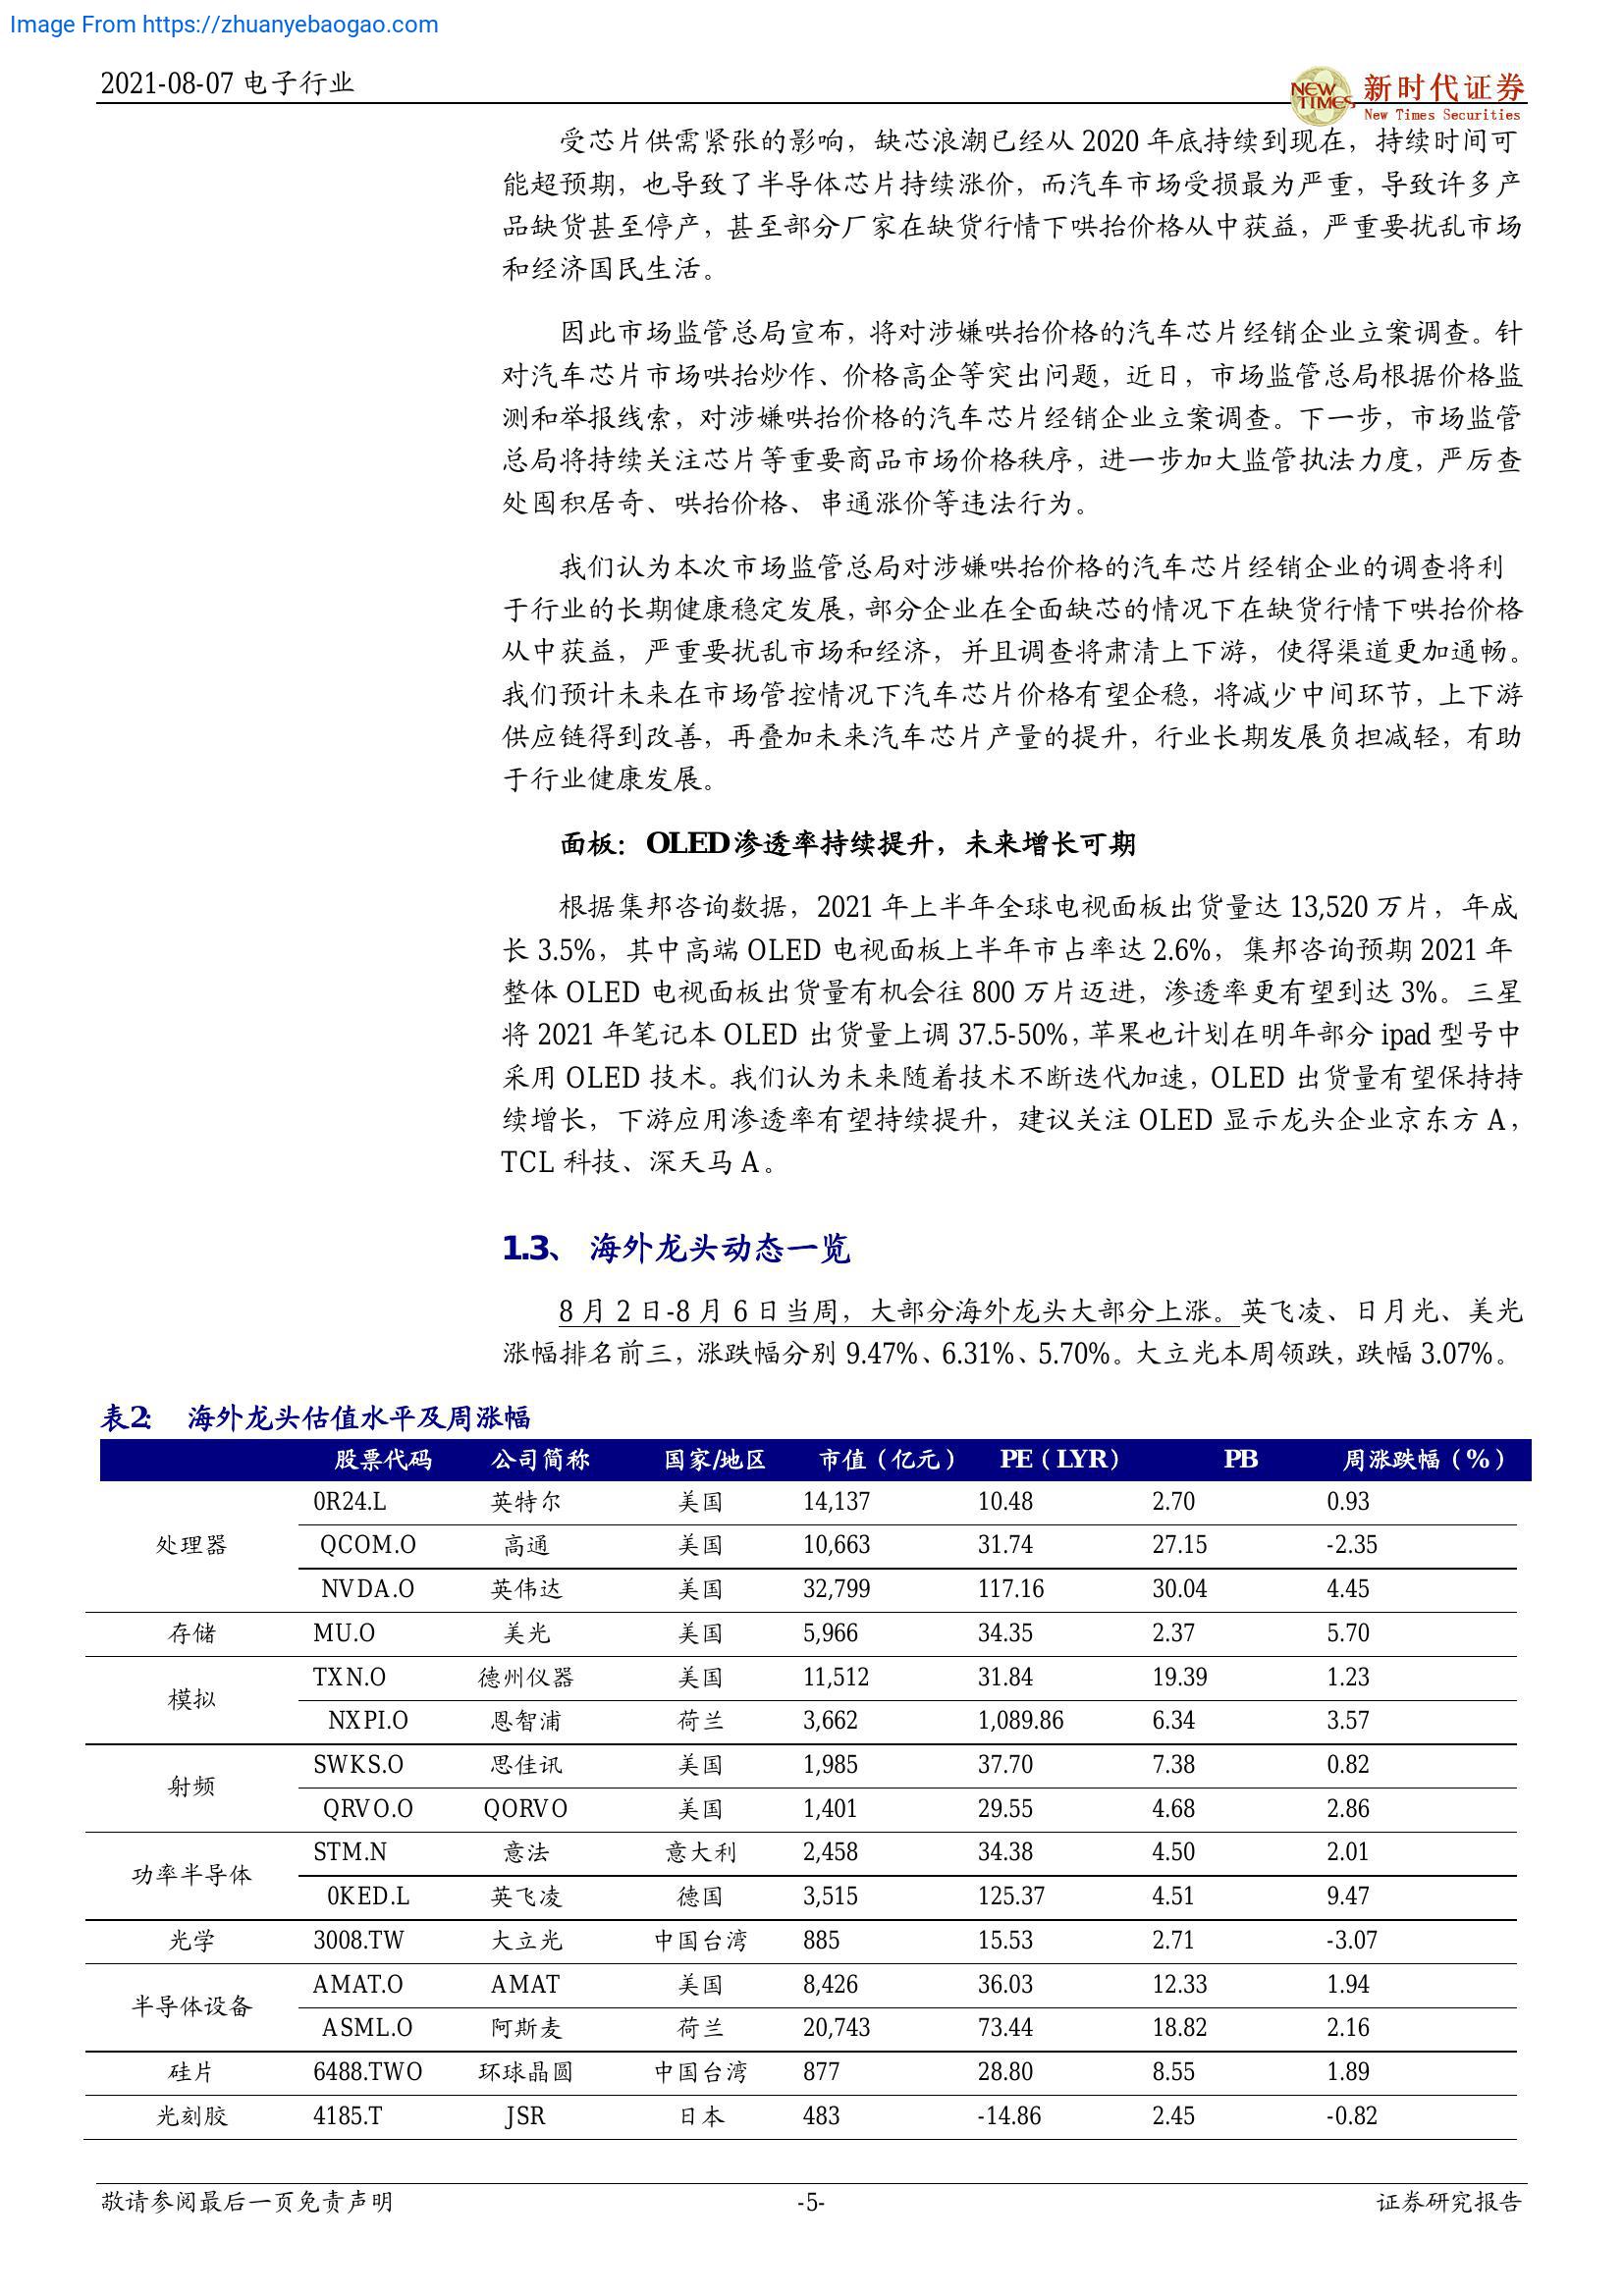 Image From https://zhuanyebaogao.com
2021-08-07 电子行业
NEW TIMES 新时代证券
New Times Securities
受芯片供需紧张的影响，缺芯浪潮已经从 2020 年底持续到现在，持续时间可
能超预期，也导致了半导体芯片持续涨价，而汽车市场受损最为严重，导致许多产
品缺货甚至停产，甚至部分厂家在缺货行情下哄抬价格从中获益，严重要扰乱市场
和经济国民生活。
因此市场监管总局宣布，将对涉嫌哄抬价格的汽车芯片经销企业立案调查。针
对汽车芯片市场哄抬炒作、价格高企等突出问题，近日，市场监管总局根据价格监
测和举报线索，对涉嫌哄抬价格的汽车芯片经销企业立案调查。下一步，市场监管
总局将持续关注芯片等重要商品市场价格秩序，进一步加大监管执法力度，严厉查
处囤积居奇、哄抬价格、串通涨价等违法行为。
我们认为本次市场监管总局对涉嫌哄抬价格的汽车芯片经销企业的调查将利
于行业的长期健康稳定发展，部分企业在全面缺芯的情况下在缺货行情下哄抬价格
从中获益，严重要扰乱市场和经济，并且调查将肃清上下游，使得渠道更加通畅。
我们预计未来在市场管控情况下汽车芯片价格有望企稳，将减少中间环节，上下游
供应链得到改善，再叠加未来汽车芯片产量的提升，行业长期发展负担减轻，有助
于行业健康发展。
面板：OLED 渗透率持续提升，未来增长可期
根据集邦咨询数据，2021 年上半年全球电视面板出货量达 13,520 万片，年成
长 3.5%，其中高端 OLED 电视面板上半年市占率达 2.6%，集邦咨询预期 2021 年
整体 OLED 电视面板出货量有机会往 800 万片迈进，渗透率更有望到达 3%。三星
将 2021 年笔记本 OLED 出货量上调 37.5-50%，苹果也计划在明年部分 ipad 型号中
采用 OLED 技术。我们认为未来随着技术不断迭代加速，OLED 出货量有望保持持
续增长，下游应用渗透率有望持续提升，建议关注 OLED 显示龙头企业京东方 A，
TCL 科技、深天马 A。
1.3、 海外龙头动态一览
8 月 2 日-8 月 6 日当周，大部分海外龙头大部分上涨。英飞凌、日月光、美光
涨幅排名前三，涨跌幅分别 9.47%、6.31%、5.70%。大立光本周领跌，跌幅 3.07%。
表2： 海外龙头估值水平及周涨幅
股票代码 公司简称 国家/地区 市值（亿元） PE（LYR） PB 周涨跌幅（%）
处理器 0R24.L 英特尔 美国 14,137 10.48 2.70 0.93
QCOM.O 高通 美国 10,663 31.74 27.15 -2.35
NVDA.O 英伟达 美国 32,799 117.16 30.04 4.45
存储 MU.O 美光 美国 5,966 34.35 2.37 5.70
模拟 TXN.O 德州仪器 美国 11,512 31.84 19.39 1.23
NXPI.O 恩智浦 荷兰 3,662 1,089.86 6.34 3.57
射频 SWKS.O 思佳讯 美国 1,985 37.70 7.38 0.82
QRVO.O QORVO 美国 1,401 29.55 4.68 2.86
功率半导体 STM.N 意法 意大利 2,458 34.38 4.50 2.01
0KED.L 英飞凌 德国 3,515 125.37 4.51 9.47
光学 3008.TW 大立光 中国台湾 885 15.53 2.71 -3.07
半导体设备 AMAT.O AMAT 美国 8,426 36.03 12.33 1.94
ASML.O 阿斯麦 荷兰 20,743 73.44 18.82 2.16
硅片 6488.TWO 环球晶圆 中国台湾 877 28.80 8.55 1.89
光刻胶 4185.T JSR 日本 483 -14.86 2.45 -0.82
敬请参阅最后一页免责声明 -5- 证券研究报告